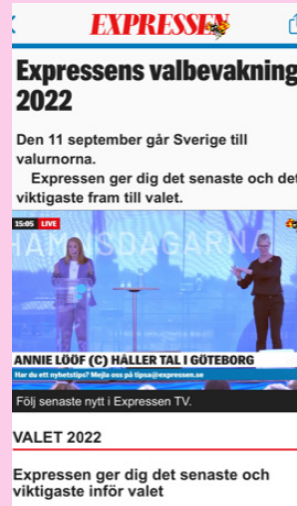 EXPRESSEN
Expressens valbevakning
2022
Den 11 september går Sverige till
valurnorna.
Expressen ger dig det senaste och det
viktigaste fram till valet.
15:05 LIVE
HAMNSDAGARNA
ANNIE LÖÖF (C) HÅLLER TAL I GÖTEBORG
Har du ett nyhetstips? Mejla oss på tipsa@expressen.se
Följ senaste nytt i Expressen TV.
VALET 2022
Expressen ger dig det senaste och
viktigaste inför valet